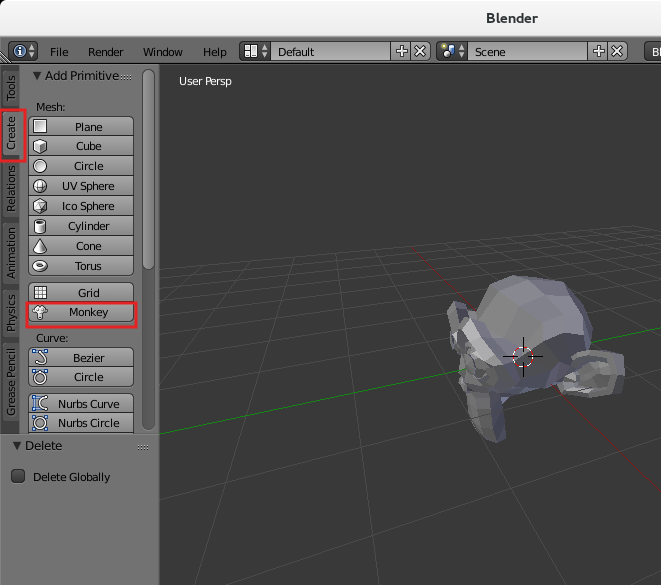 Blender
File Render Window Help Default Scene Bl
Tools
Create
Relations
Animation
Physics
Grease Pencil
Add Primitive
Mesh:
Plane
Cube
Circle
UV Sphere
Ico Sphere
Cylinder
Cone
Torus
Grid
Monkey
Curve:
Bezier
Circle
Nurbs Curve
Nurbs Circle
Delete
Delete Globally
User Persp